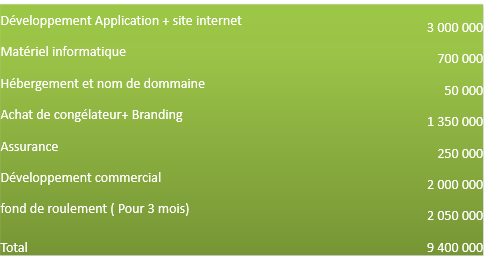 Développement Application + site internet 3 000 000
Matériel informatique 700 000
Hébergement et nom de dommaine 50 000
Achat de congélateur+ Branding 1 350 000
Assurance 250 000
Développement commercial 2 000 000
fond de roulement ( Pour 3 mois) 2 050 000
Total 9 400 000